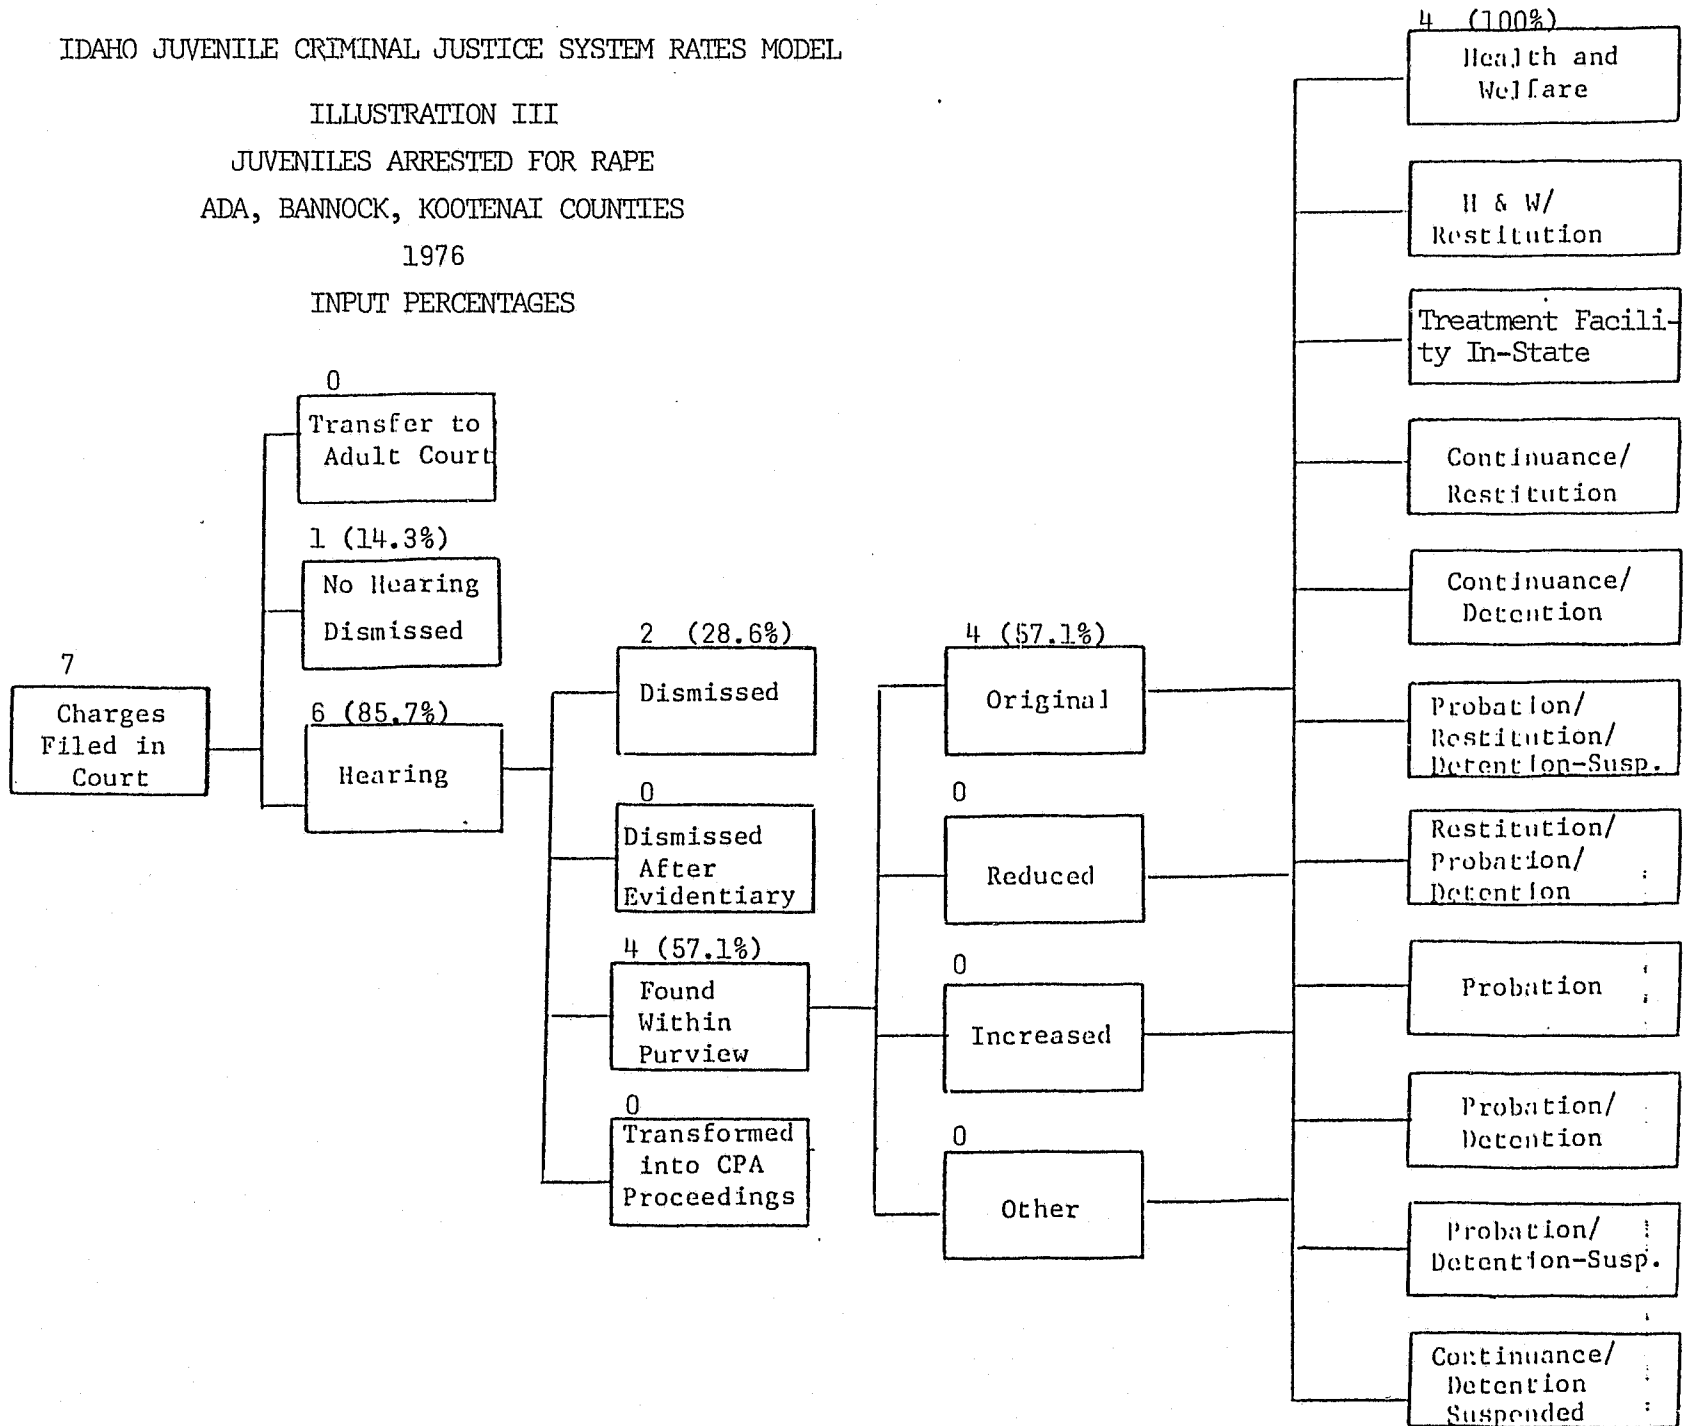 IDAHO JUVENILE CRIMINAL JUSTICE SYSTEM RATES MODEL
ILLUSTRATION III
JUVENILES ARRESTED FOR RAPE
ADA, BANNOCK, KOOTENAI COUNTIES
1976
INPUT PERCENTAGES
7
Charges
Filed in
Court
0
Transfer to
Adult Court
1 (14.3%)
No Hearing
Dismissed
6 (85.7%)
Hearing
2 (28.6%)
Dismissed
0
Dismissed
After
Evidentiary
4 (57.1%)
Found
Within
Purview
0
Transformed
into CPA
Proceedings
4 (57.1%)
Original
0
Reduced
0
Increased
0
Other
4 (100%)
Health and
Welfare
H & W/
Restitution
Treatment Facili-
ty In-State
Continuance/
Restitution
Continuance/
Detention
Probation/
Restitution/
Detention-Susp.
Restitution/
Probation/
Detention
Probation
Probation/
Detention
Probation/
Detention-Susp.
Continuance/
Detention
Suspended